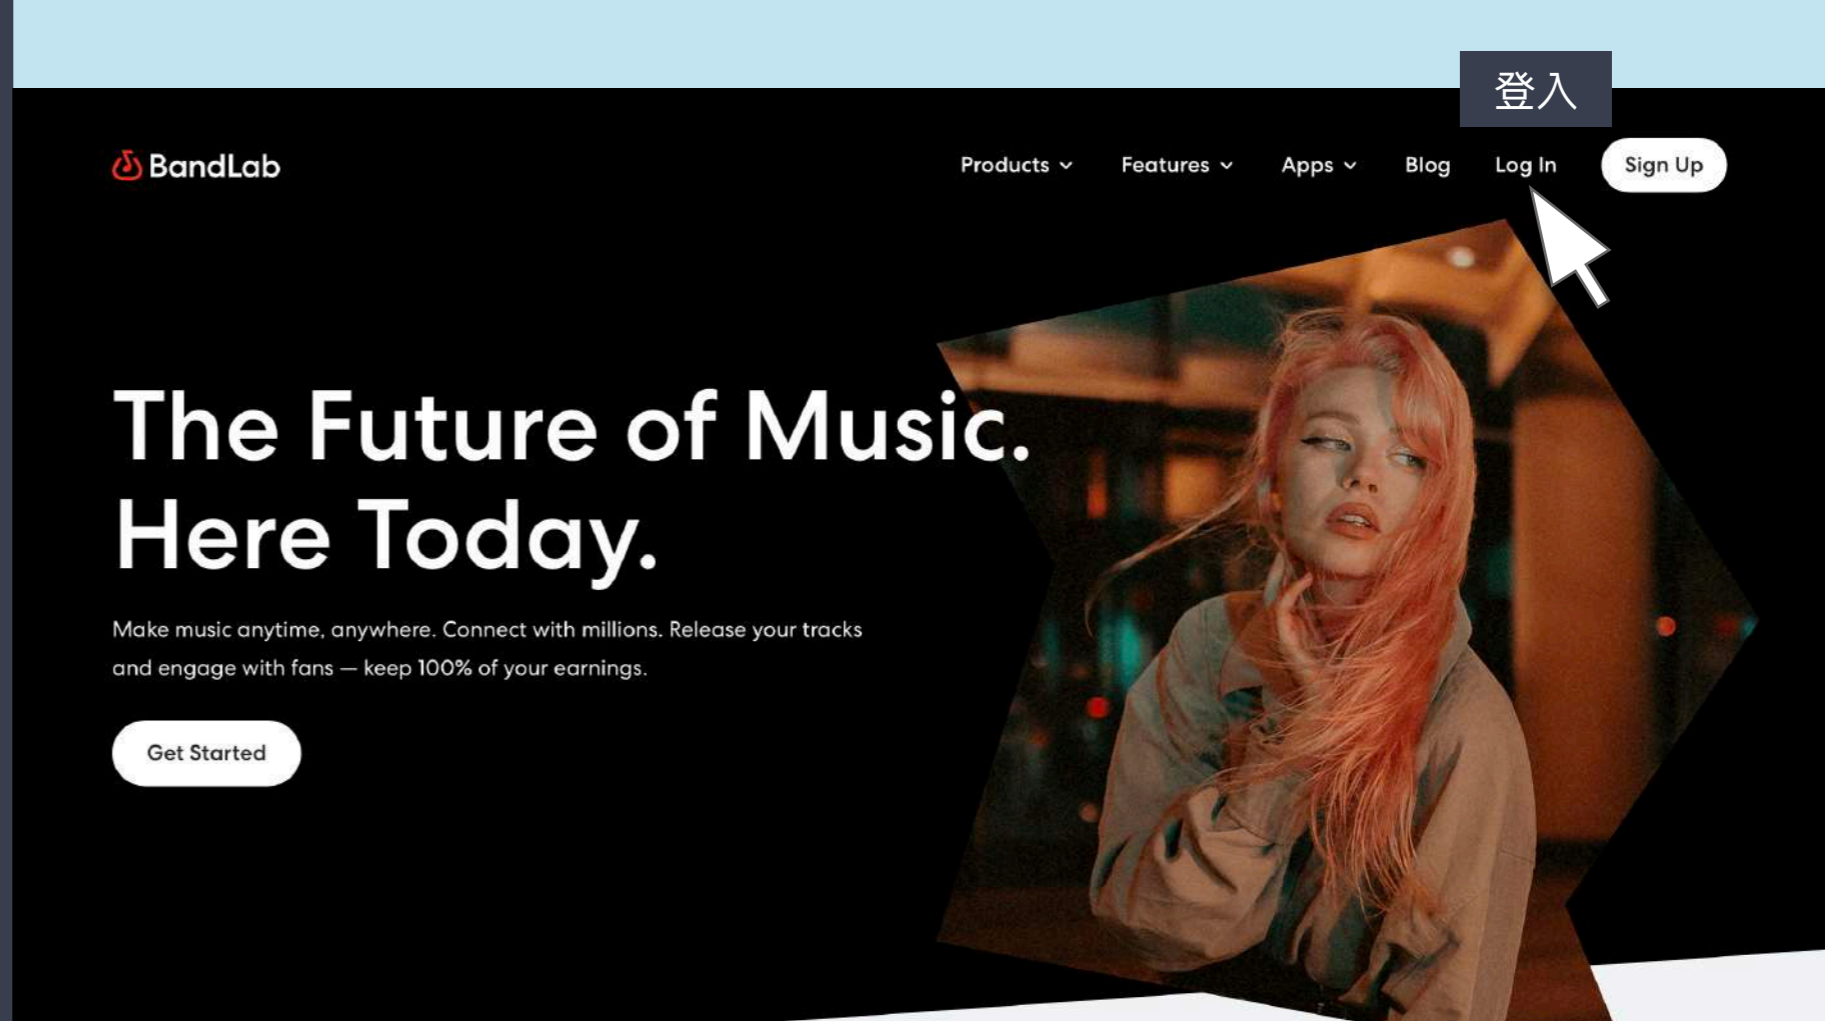 登入
BandLab
Products
Features
Apps
Blog
Log In
Sign Up
The Future of Music.
Here Today.
Make music anytime, anywhere. Connect with millions. Release your tracks
and engage with fans — keep 100% of your earnings.
Get Started